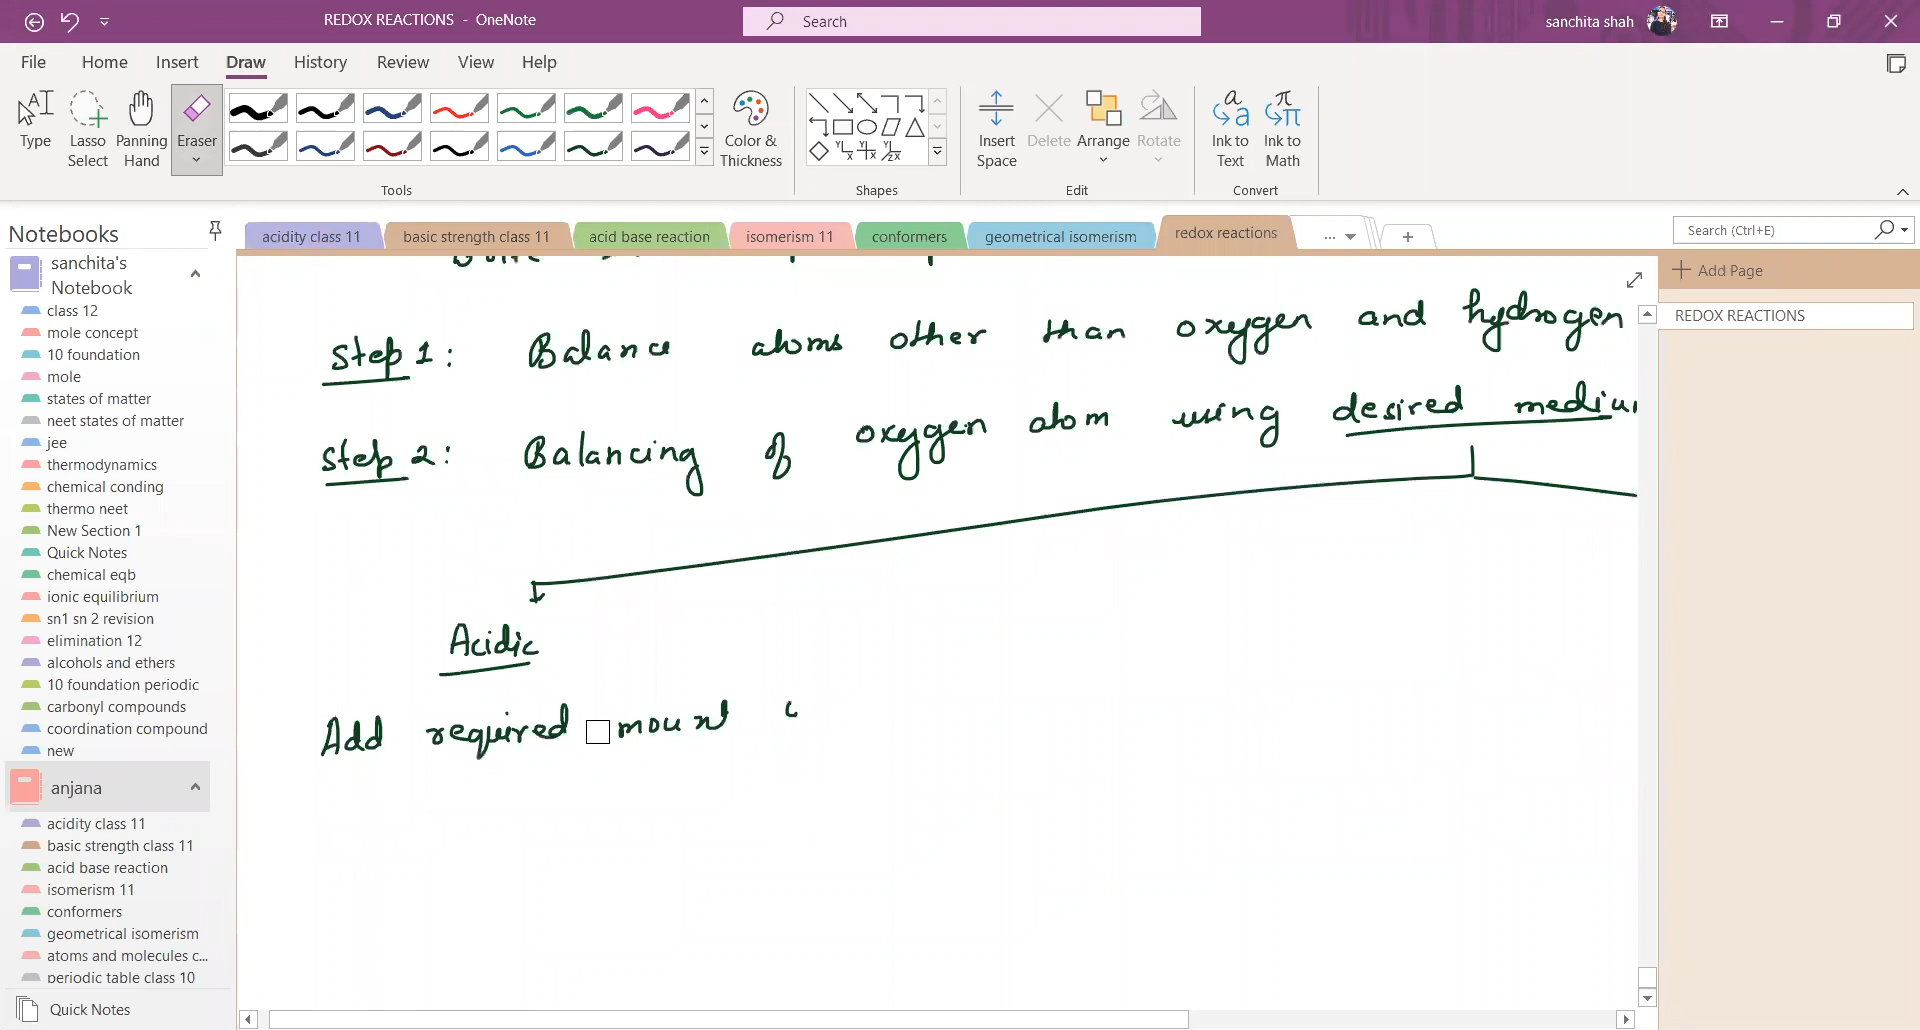 REDOX REACTIONS - OneNote
Search
sanchita shah
File Home Insert Draw History Review View Help
Type
Lasso Select
Panning Hand
Eraser
Color & Thickness
Insert Space
Delete
Arrange
Rotate
Ink to Text
Ink to Math
Tools
Shapes
Edit
Convert
Notebooks
acidity class 11
basic strength class 11
acid base reaction
isomerism 11
conformers
geometrical isomerism
redox reactions
...
Search (Ctrl+E)
Add Page
REDOX REACTIONS
sanchita's Notebook
class 12
mole concept
10 foundation
mole
states of matter
neet states of matter
jee
thermodynamics
chemical conding
thermo neet
New Section 1
Quick Notes
chemical eqb
ionic equilibrium
sn1 sn 2 revision
elimination 12
alcohols and ethers
10 foundation periodic
carbonyl compounds
coordination compound
new
anjana
acidity class 11
basic strength class 11
acid base reaction
isomerism 11
conformers
geometrical isomerism
atoms and molecules c...
periodic table class 10
Quick Notes
Step 1: Balance atoms other than oxygen and hydrogen
Step 2: Balancing of oxygen atom using desired mediu
Acidic
Add required mount